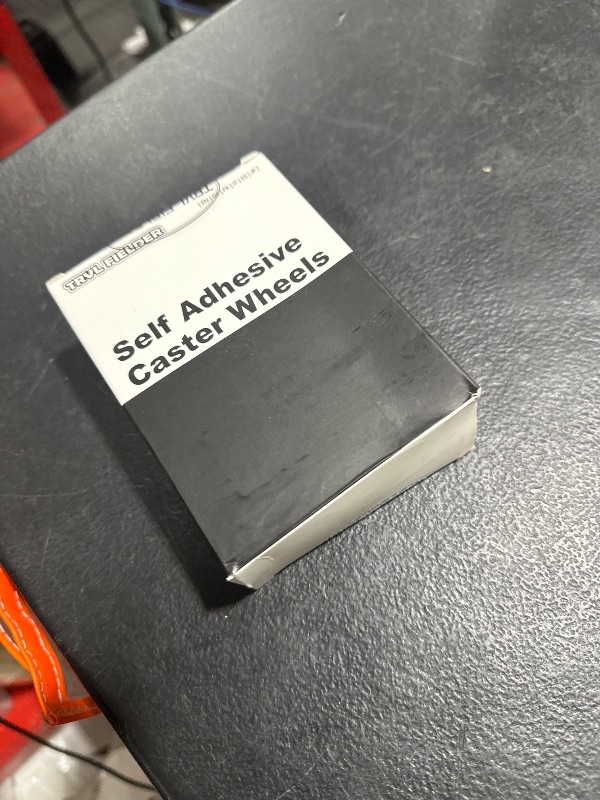 TRVL FIELDER
Self Adhesive
Caster Wheels